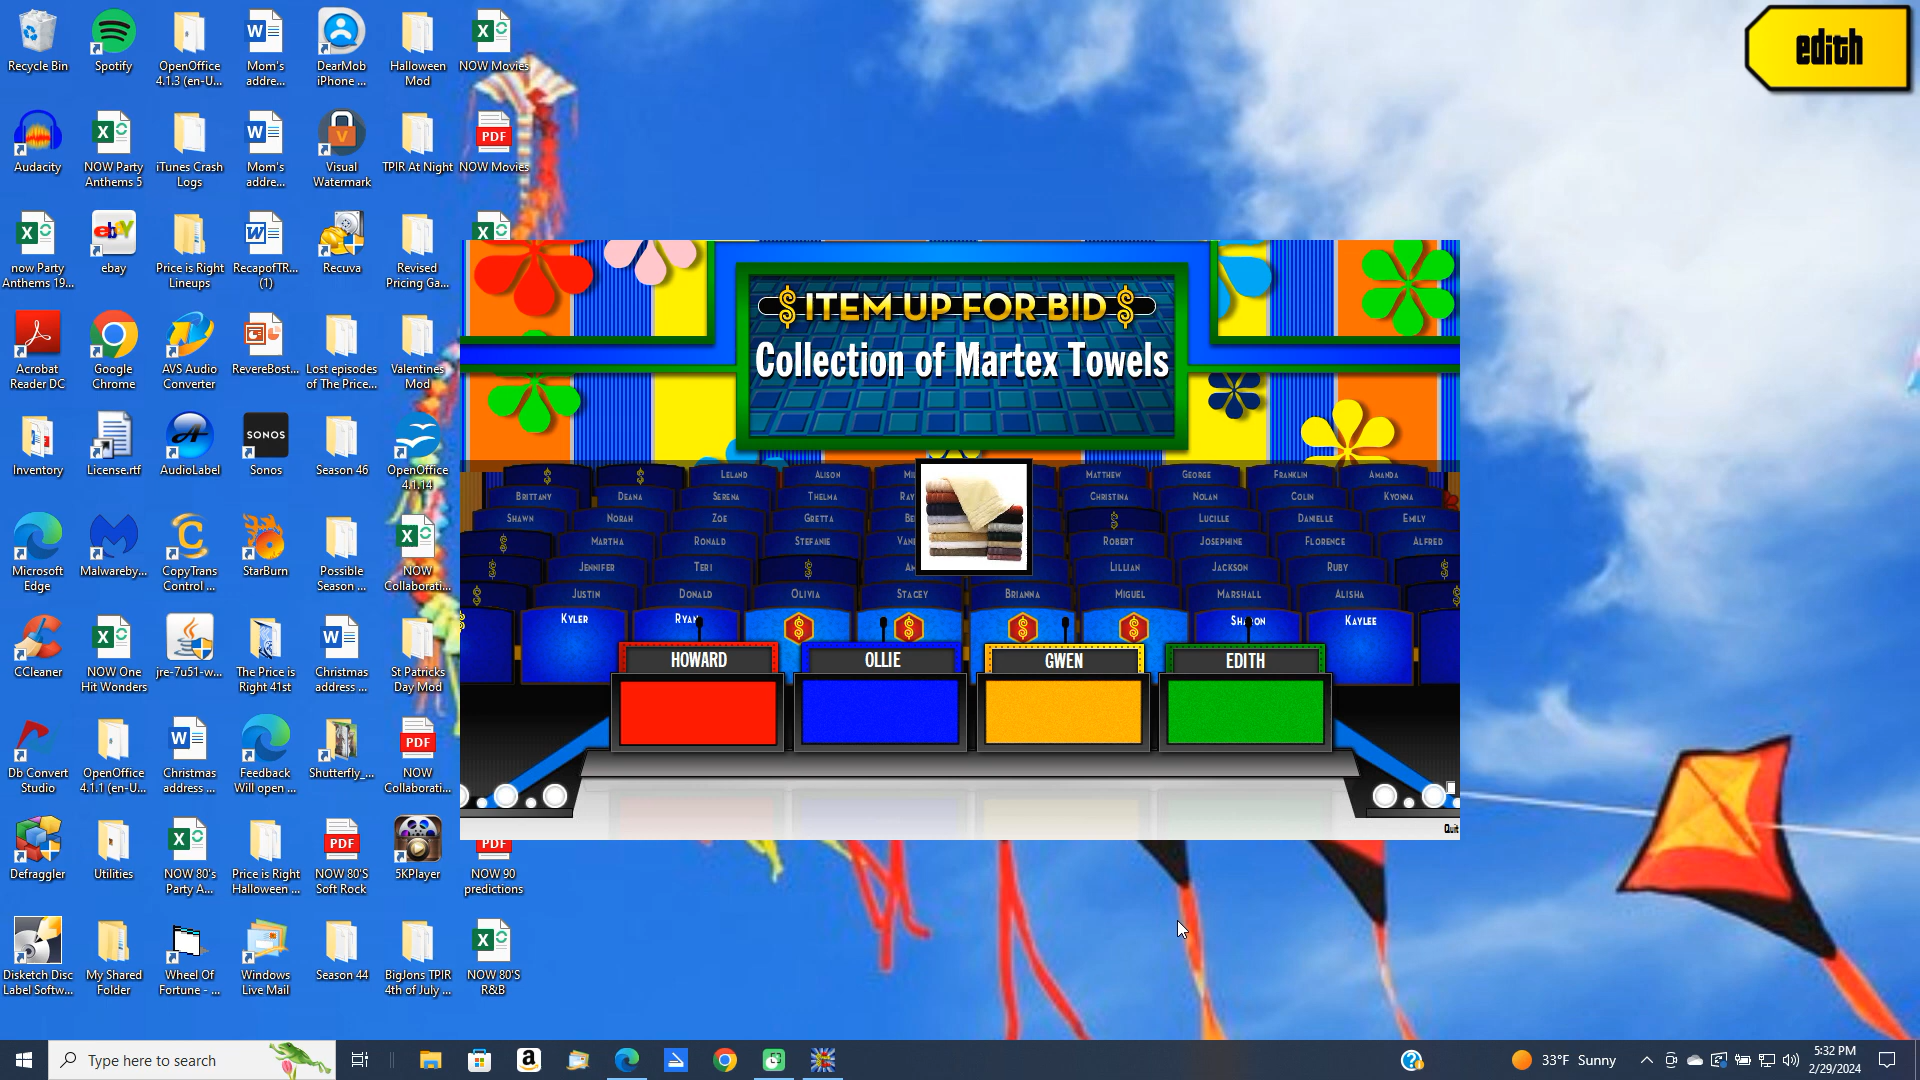 Recycle Bin
Spotify
OpenOffice
4.1.3 (en-U...
Mom's
addre...
DearMob
iPhone ...
Halloween
Mod
NOW Movies
edith
Audacity
NOW Party
Anthems 5
iTunes Crash
Logs
Mom's
addre...
Visual
Watermark
TPIR At Night
PDF
NOW Movies
now Party
Anthems 19...
ebay
ebay
Price is Right
Lineups
RecapofTR...
(1)
Recuva
Revised
Pricing Ga...
Acrobat
Reader DC
Google
Chrome
AVS Audio
Converter
RevereBost...
Lost episodes
of The Price...
Valentines
Mod
Inventory
License.rtf
AudioLabel
SONOS
Sonos
Season 46
OpenOffice
4.1.14
Microsoft
Edge
Malwareby...
CopyTrans
Control ...
StarBurn
Possible
Season ...
NOW
Collaborati...
CCleaner
NOW One
Hit Wonders
jre-7u51-w...
The Price is
Right 41st
Christmas
address ...
St Patricks
Day Mod
Db Convert
Studio
OpenOffice
4.1.1 (en-U...
Christmas
address ...
Feedback
Will open ...
Shutterfly_...
PDF
NOW
Collaborati...
Defraggler
Utilities
NOW 80's
Party A...
Price is Right
Halloween ...
PDF
NOW 80'S
Soft Rock
5KPlayer
PDF
NOW 90
predictions
Disketch Disc
Label Softw...
My Shared
Folder
Wheel Of
Fortune - ...
Windows
Live Mail
Season 44
BigJons TPIR
4th of July ...
NOW 80'S
R&B
$ ITEM UP FOR BID $
Collection of Martex Towels
LELAND ALISON MATTHEW GEORGE FRANKLIN AMANDA
BRITTANY DEANA SERENA THELMA CHRISTINA NOLAN COLIN KYONNA
SHAWN NORAH ZOE GRETTA LUCILLE DANIELLE EMILY
MARTHA RONALD STEFANIE ROBERT JOSEPHINE FLORENCE ALFRED
JENNIFER TERI LILLIAN JACKSON RUBY
JUSTIN DONALD OLIVIA STACEY BRIANNA MIGUEL MARSHALL ALISHA
KYLER RYAN SHARON KAYLEE
HOWARD OLLIE GWEN EDITH
Quit
Type here to search
33°F Sunny
5:32 PM
2/29/2024